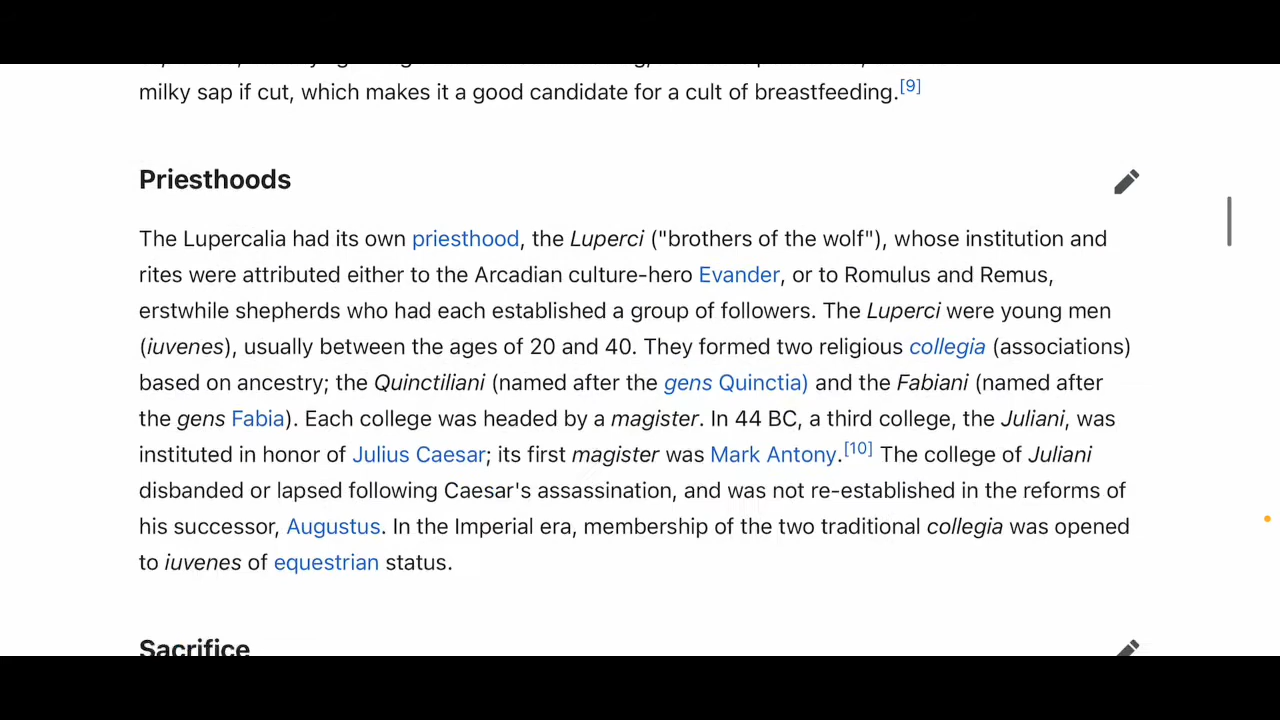 milky sap if cut, which makes it a good candidate for a cult of breastfeeding.[9]
Priesthoods
The Lupercalia had its own priesthood, the Luperci ("brothers of the wolf"), whose institution and
rites were attributed either to the Arcadian culture-hero Evander, or to Romulus and Remus,
erstwhile shepherds who had each established a group of followers. The Luperci were young men
(iuvenes), usually between the ages of 20 and 40. They formed two religious collegia (associations)
based on ancestry; the Quinctiliani (named after the gens Quinctia) and the Fabiani (named after
the gens Fabia). Each college was headed by a magister. In 44 BC, a third college, the Juliani, was
instituted in honor of Julius Caesar; its first magister was Mark Antony.[10] The college of Juliani
disbanded or lapsed following Caesar's assassination, and was not re-established in the reforms of
his successor, Augustus. In the Imperial era, membership of the two traditional collegia was opened
to iuvenes of equestrian status.
Sacrifice